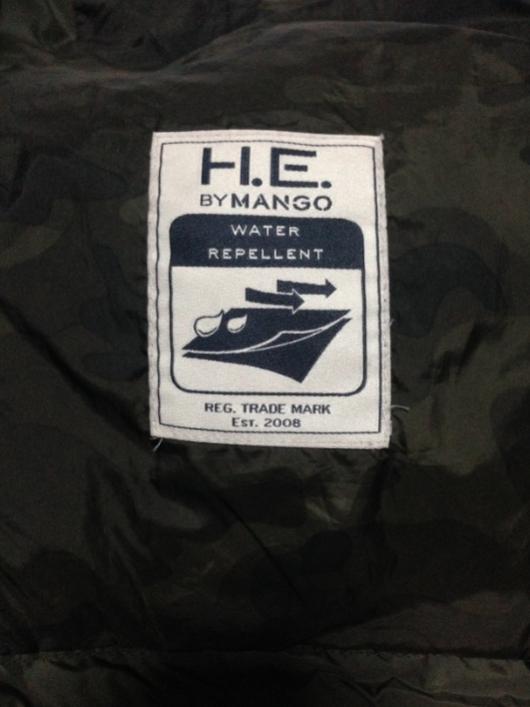 H.E.
BY MANGO
WATER
REPELLENT
REG. TRADE MARK
EST. 2008